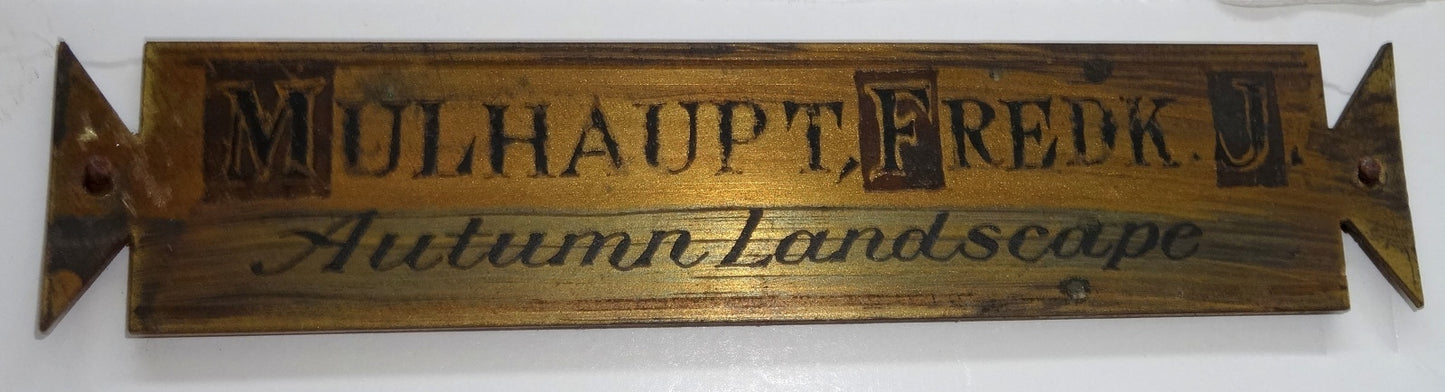 MULHAUPT, FREDK. J.
Autumn Landscape